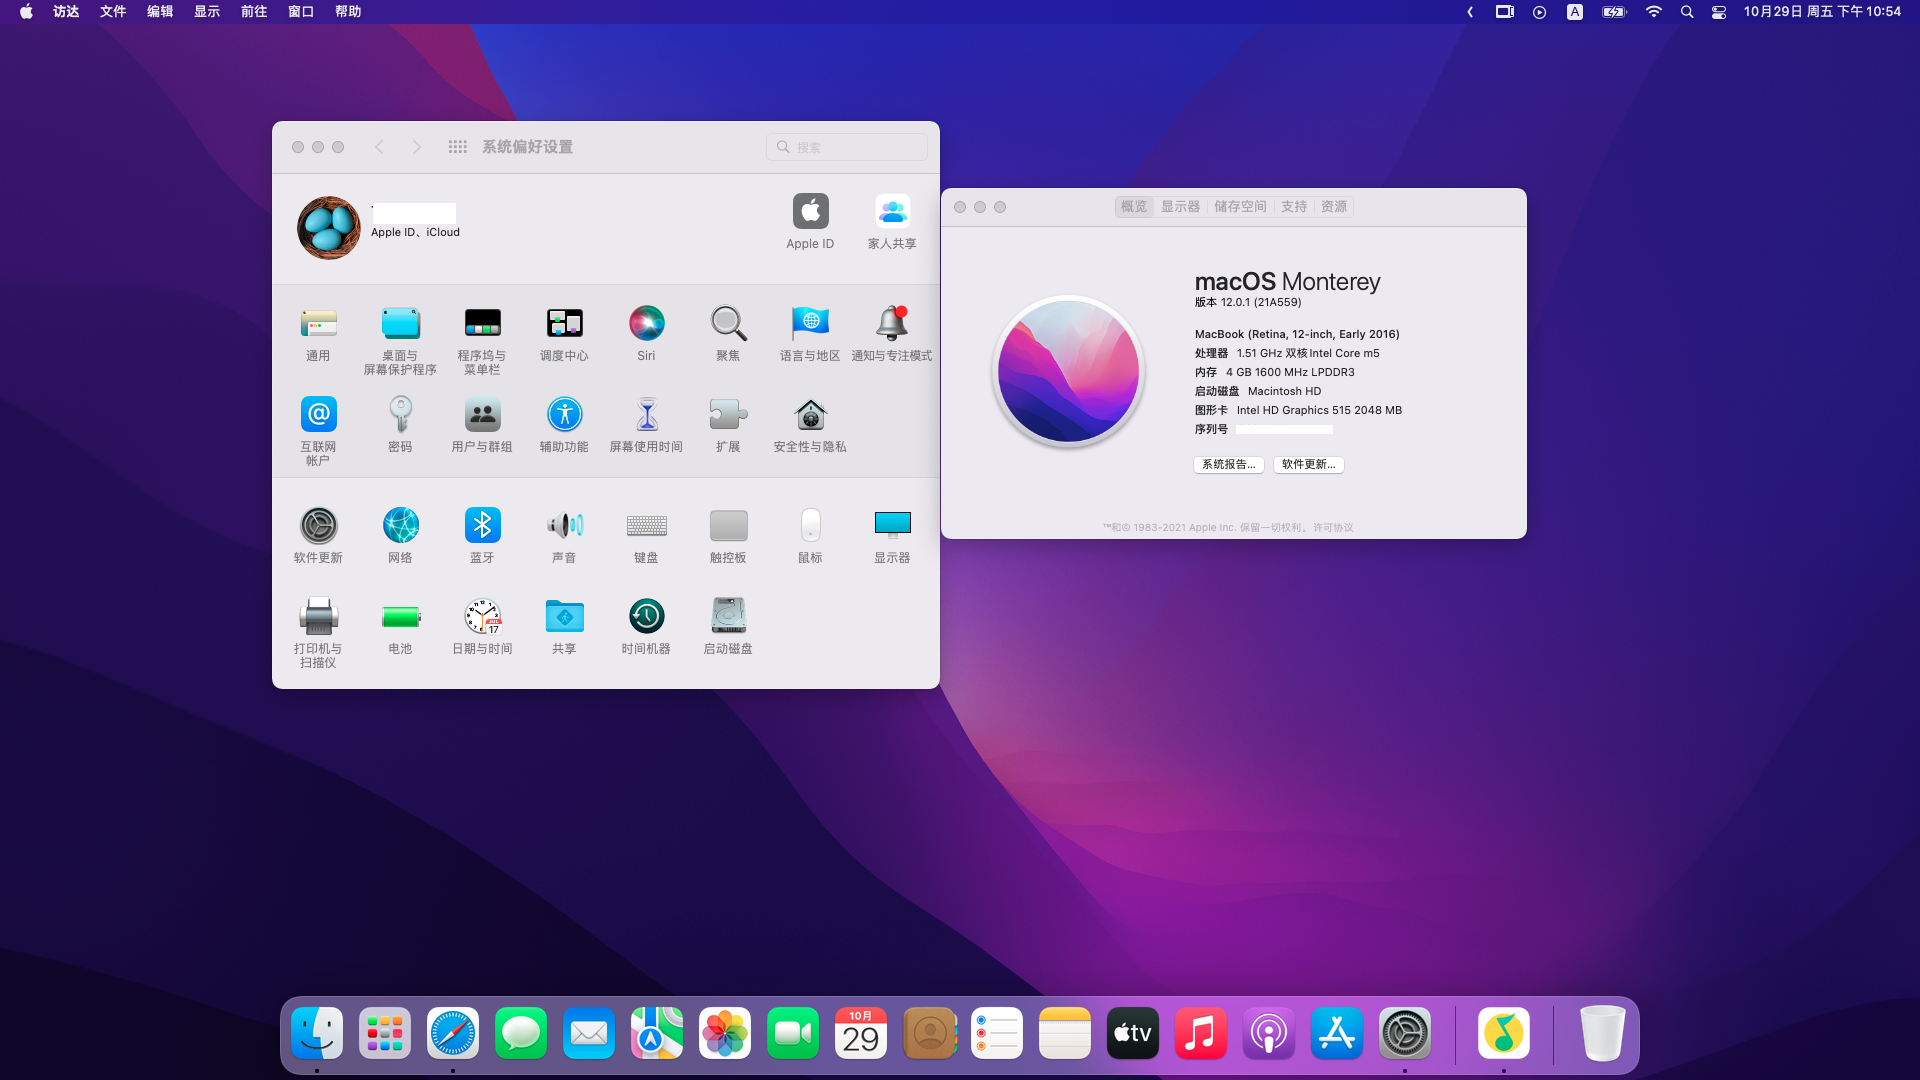 访达 文件 编辑 显示 前往 窗口 帮助
A
10月29日 周五 下午10:54
系统偏好设置
搜索
Apple ID、iCloud
Apple ID
家人共享
通用
桌面与
屏幕保护程序
程序坞与
菜单栏
调度中心
Siri
聚焦
语言与地区
通知与专注模式
互联网
帐户
密码
用户与群组
辅助功能
屏幕使用时间
扩展
安全性与隐私
软件更新
网络
蓝牙
声音
键盘
触控板
鼠标
显示器
打印机与
扫描仪
电池
日期与时间
共享
时间机器
启动磁盘
JUL
17
概览 显示器 储存空间 支持 资源
macOS Monterey
版本 12.0.1 (21A559)
MacBook (Retina, 12-inch, Early 2016)
处理器 1.51 GHz 双核Intel Core m5
内存 4 GB 1600 MHz LPDDR3
启动磁盘 Macintosh HD
图形卡 Intel HD Graphics 515 2048 MB
序列号
系统报告... 软件更新...
™和© 1983-2021 Apple Inc. 保留一切权利。许可协议
10月
29
tv